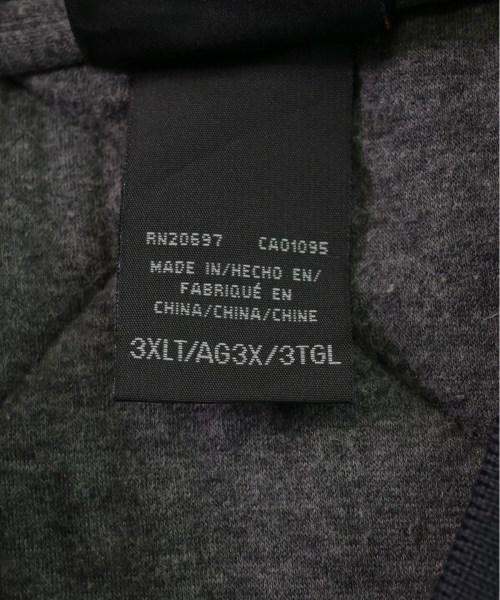 RN20697 CA01095
MADE IN/HECHO EN/
FABRIQUÉ EN
CHINA/CHINA/CHINE
3XLT/AG3X/3TGL